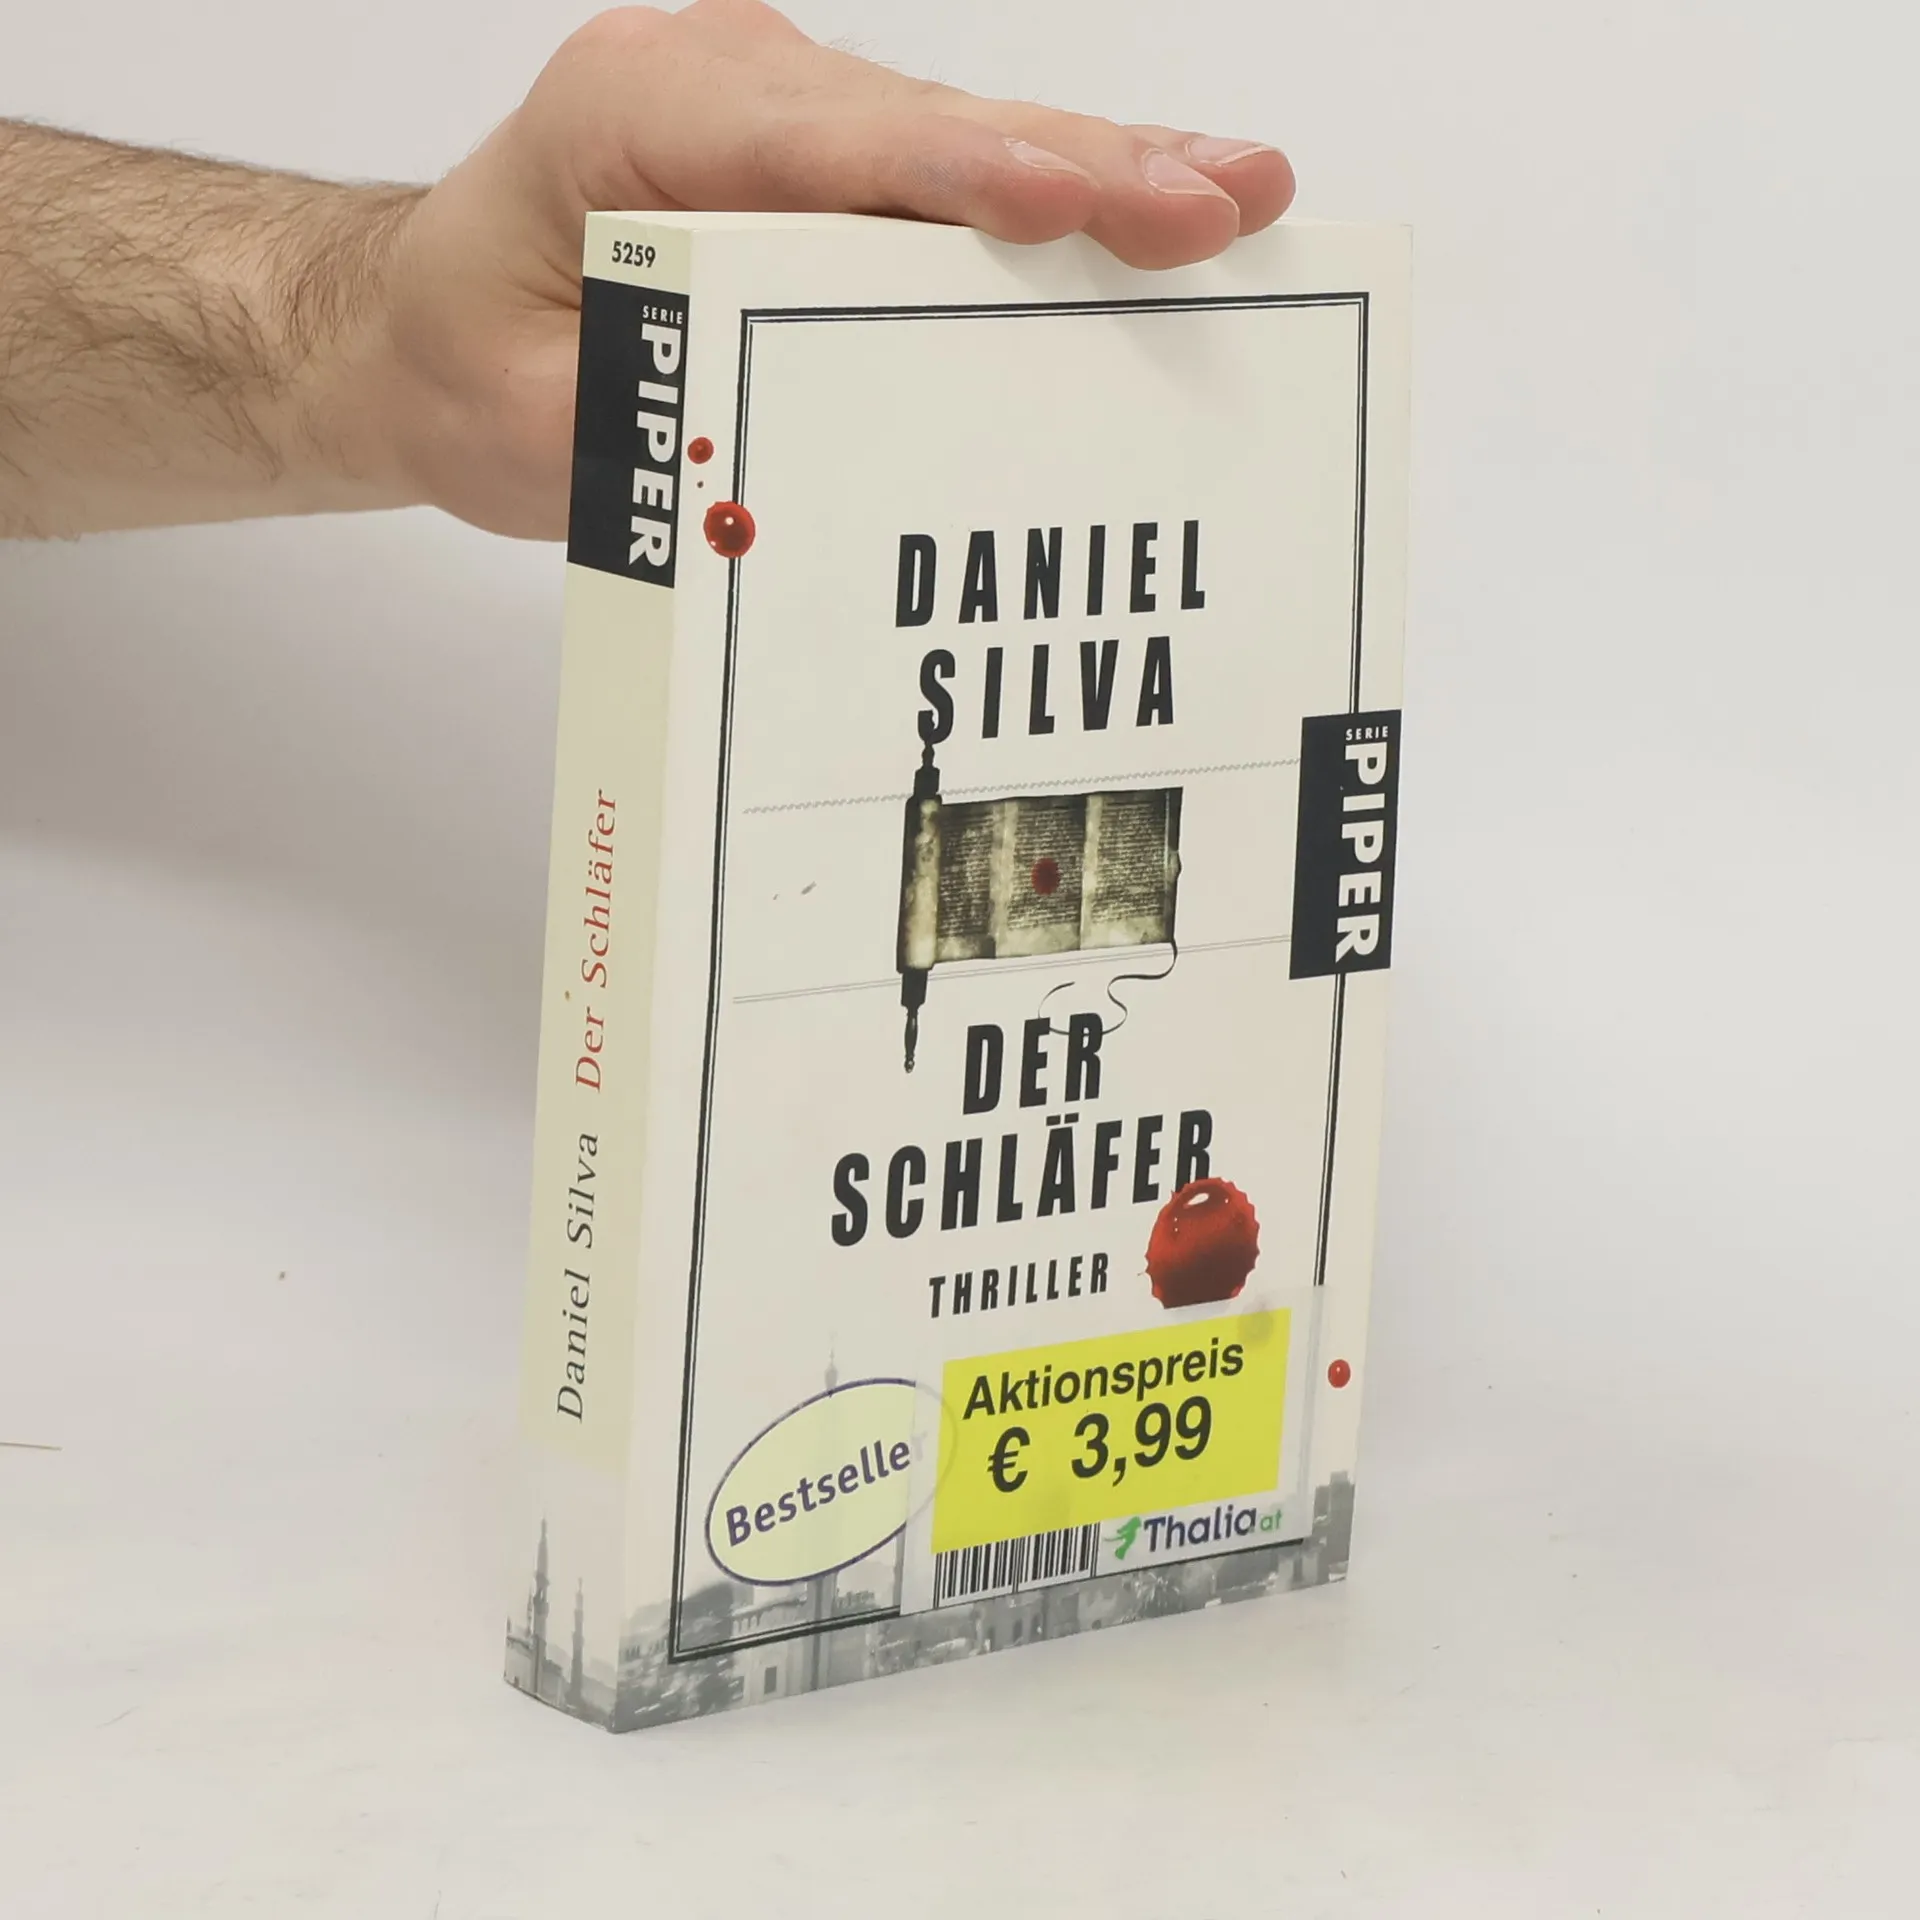 5259
SERIE
PIPER
Daniel Silva Der Schläfer
DANIEL
SILVA
SERIE
PIPER
DER
SCHLÄFER
THRILLER
Bestseller
Aktionspreis
€ 3,99
Thalia.at